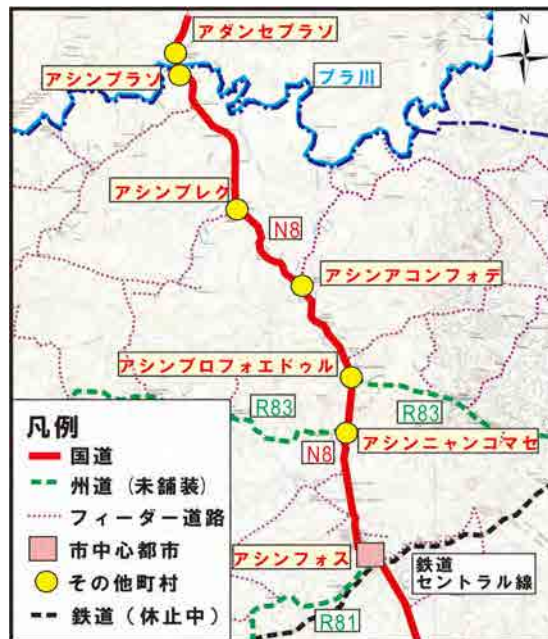 アダンセプラソ
N
アシンプラソ
プラ川
アシンブレク
N8
アシンアコンフォテ
アシンブロフォエドゥル
R83
R83
アシンニャンコマセ
N8
アシンフォス
鉄道
セントラル線
R81
凡例
国道
州道(未舗装)
フィーダー道路
市中心都市
その他町村
鉄道(休止中)